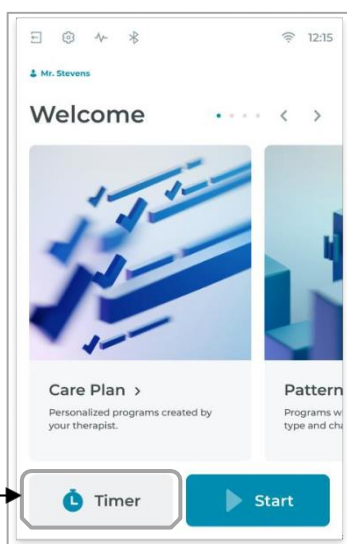 12:15
Mr. Stevens
Welcome
Care Plan >
Personalized programs created by
your therapist.
Pattern
Programs w
type and cha
Timer
Start